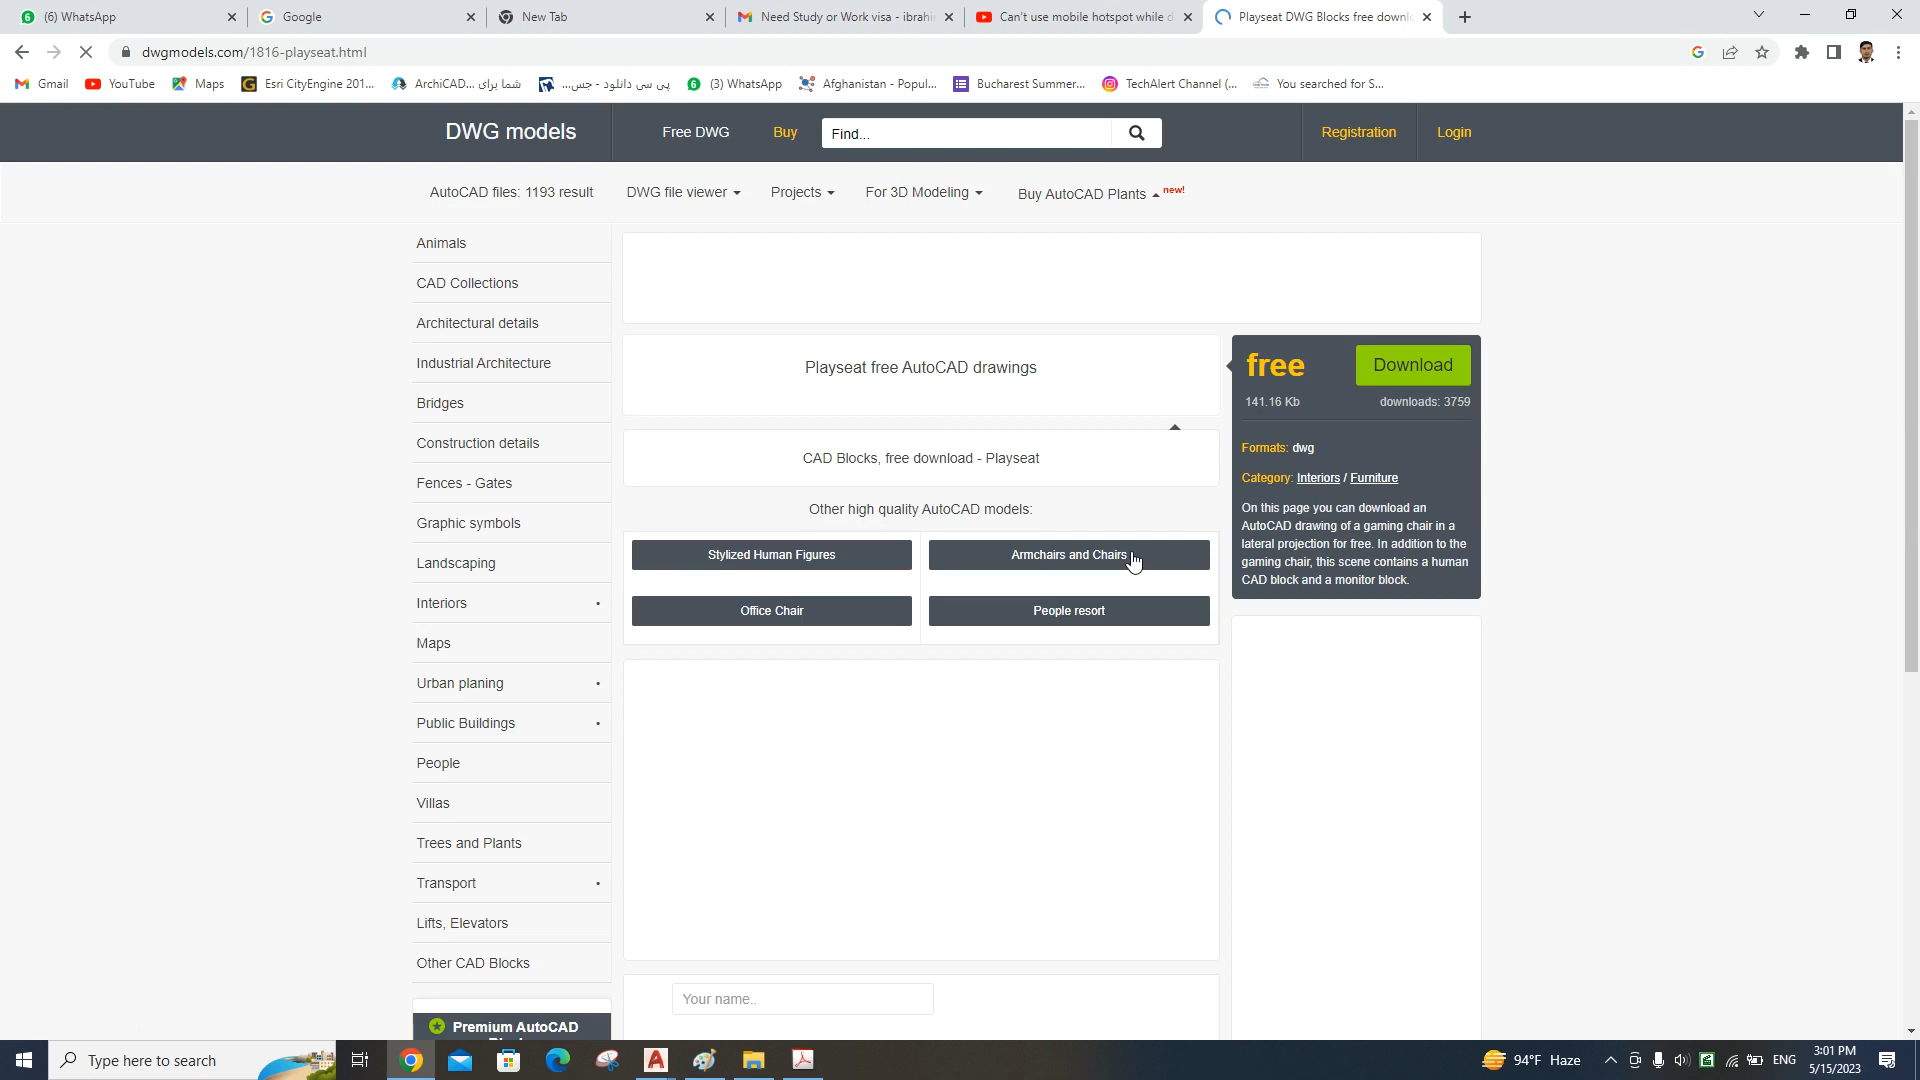 (6) WhatsApp
Google
New Tab
Need Study or Work visa - ibrahi
Can't use mobile hotspot while d
Playseat DWG Blocks free downl
dwgmodels.com/1816-playseat.html
Gmail
YouTube
Maps
Esri CityEngine 201...
ArchiCAD... شما برای
پی سی دانلود - جس...
(3) WhatsApp
Afghanistan - Popul...
Bucharest Summer...
TechAlert Channel (...
You searched for S...
DWG models
Free DWG
Buy
Find...
Registration
Login
AutoCAD files: 1193 result
DWG file viewer
Projects
For 3D Modeling
Buy AutoCAD Plants
new!
Animals
CAD Collections
Architectural details
Industrial Architecture
Bridges
Construction details
Fences - Gates
Graphic symbols
Landscaping
Interiors
Maps
Urban planing
Public Buildings
People
Villas
Trees and Plants
Transport
Lifts, Elevators
Other CAD Blocks
Premium AutoCAD
Playseat free AutoCAD drawings
CAD Blocks, free download - Playseat
Other high quality AutoCAD models:
Stylized Human Figures
Armchairs and Chairs
Office Chair
People resort
Your name..
free
Download
141.16 Kb
downloads: 3759
Formats: dwg
Category: Interiors / Furniture
On this page you can download an
AutoCAD drawing of a gaming chair in a
lateral projection for free. In addition to the
gaming chair, this scene contains a human
CAD block and a monitor block.
Type here to search
94°F Haze
ENG
3:01 PM
5/15/2023